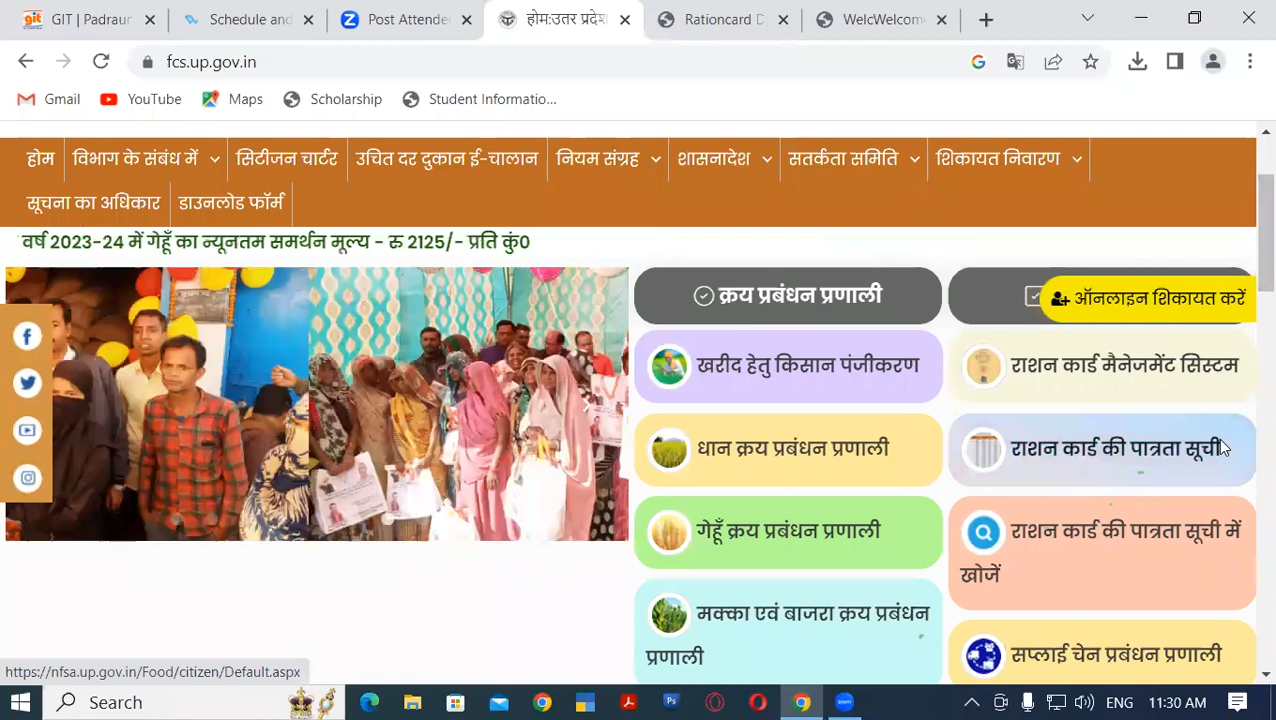 GIT | Padraun
Schedule and
Post Attende
होम:उतर प्रदेश
Rationcard D
WelcWelcom
fcs.up.gov.in
Gmail
YouTube
Maps
Scholarship
Student Informatio...
होम
विभाग के संबंध में
सिटीजन चार्टर
उचित दर दुकान ई-चालान
नियम संग्रह
शासनादेश
सतर्कता समिति
शिकायत निवारण
सूचना का अधिकार
डाउनलोड फॉर्म
वर्ष 2023-24 में गेहूँ का न्यूनतम समर्थन मूल्य - रु 2125/- प्रति कुं0
क्रय प्रबंधन प्रणाली
ऑनलाइन शिकायत करें
खरीद हेतु किसान पंजीकरण
राशन कार्ड मैनेजमेंट सिस्टम
धान क्रय प्रबंधन प्रणाली
राशन कार्ड की पात्रता सूची
गेहूँ क्रय प्रबंधन प्रणाली
राशन कार्ड की पात्रता सूची में
खोजें
मक्का एवं बाजरा क्रय प्रबंधन
प्रणाली
सप्लाई चेन प्रबंधन प्रणाली
https://nfsa.up.gov.in/Food/citizen/Default.aspx
Search
ENG
11:30 AM